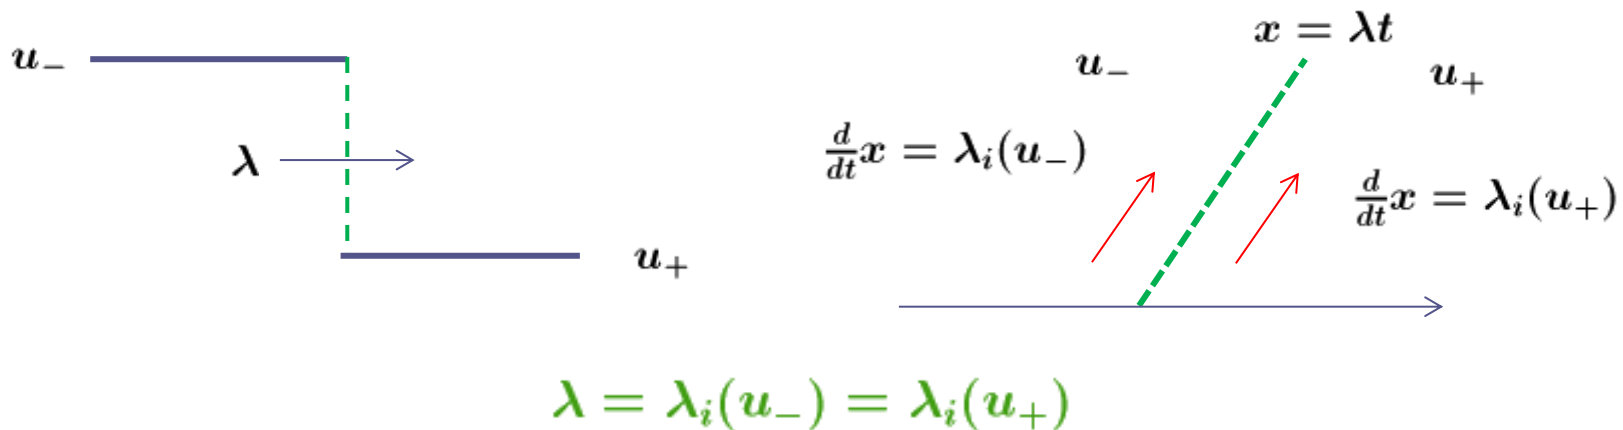 u₋
λ
u₊
x = λt
u₋
u₊
d/dt x = λᵢ(u₋)
d/dt x = λᵢ(u₊)
λ = λᵢ(u₋) = λᵢ(u₊)